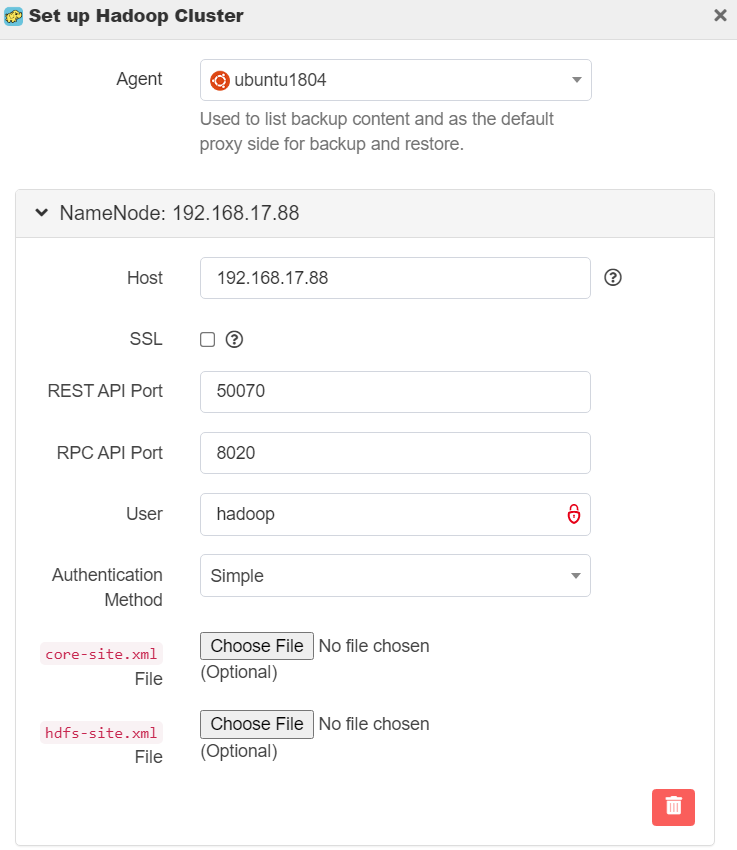 Set up Hadoop Cluster
Agent
ubuntu1804
Used to list backup content and as the default
proxy side for backup and restore.
NameNode: 192.168.17.88
Host
192.168.17.88
SSL
REST API Port
50070
RPC API Port
8020
User
hadoop
Authentication
Method
Simple
core-site.xml
File
Choose File No file chosen
(Optional)
hdfs-site.xml
File
Choose File No file chosen
(Optional)